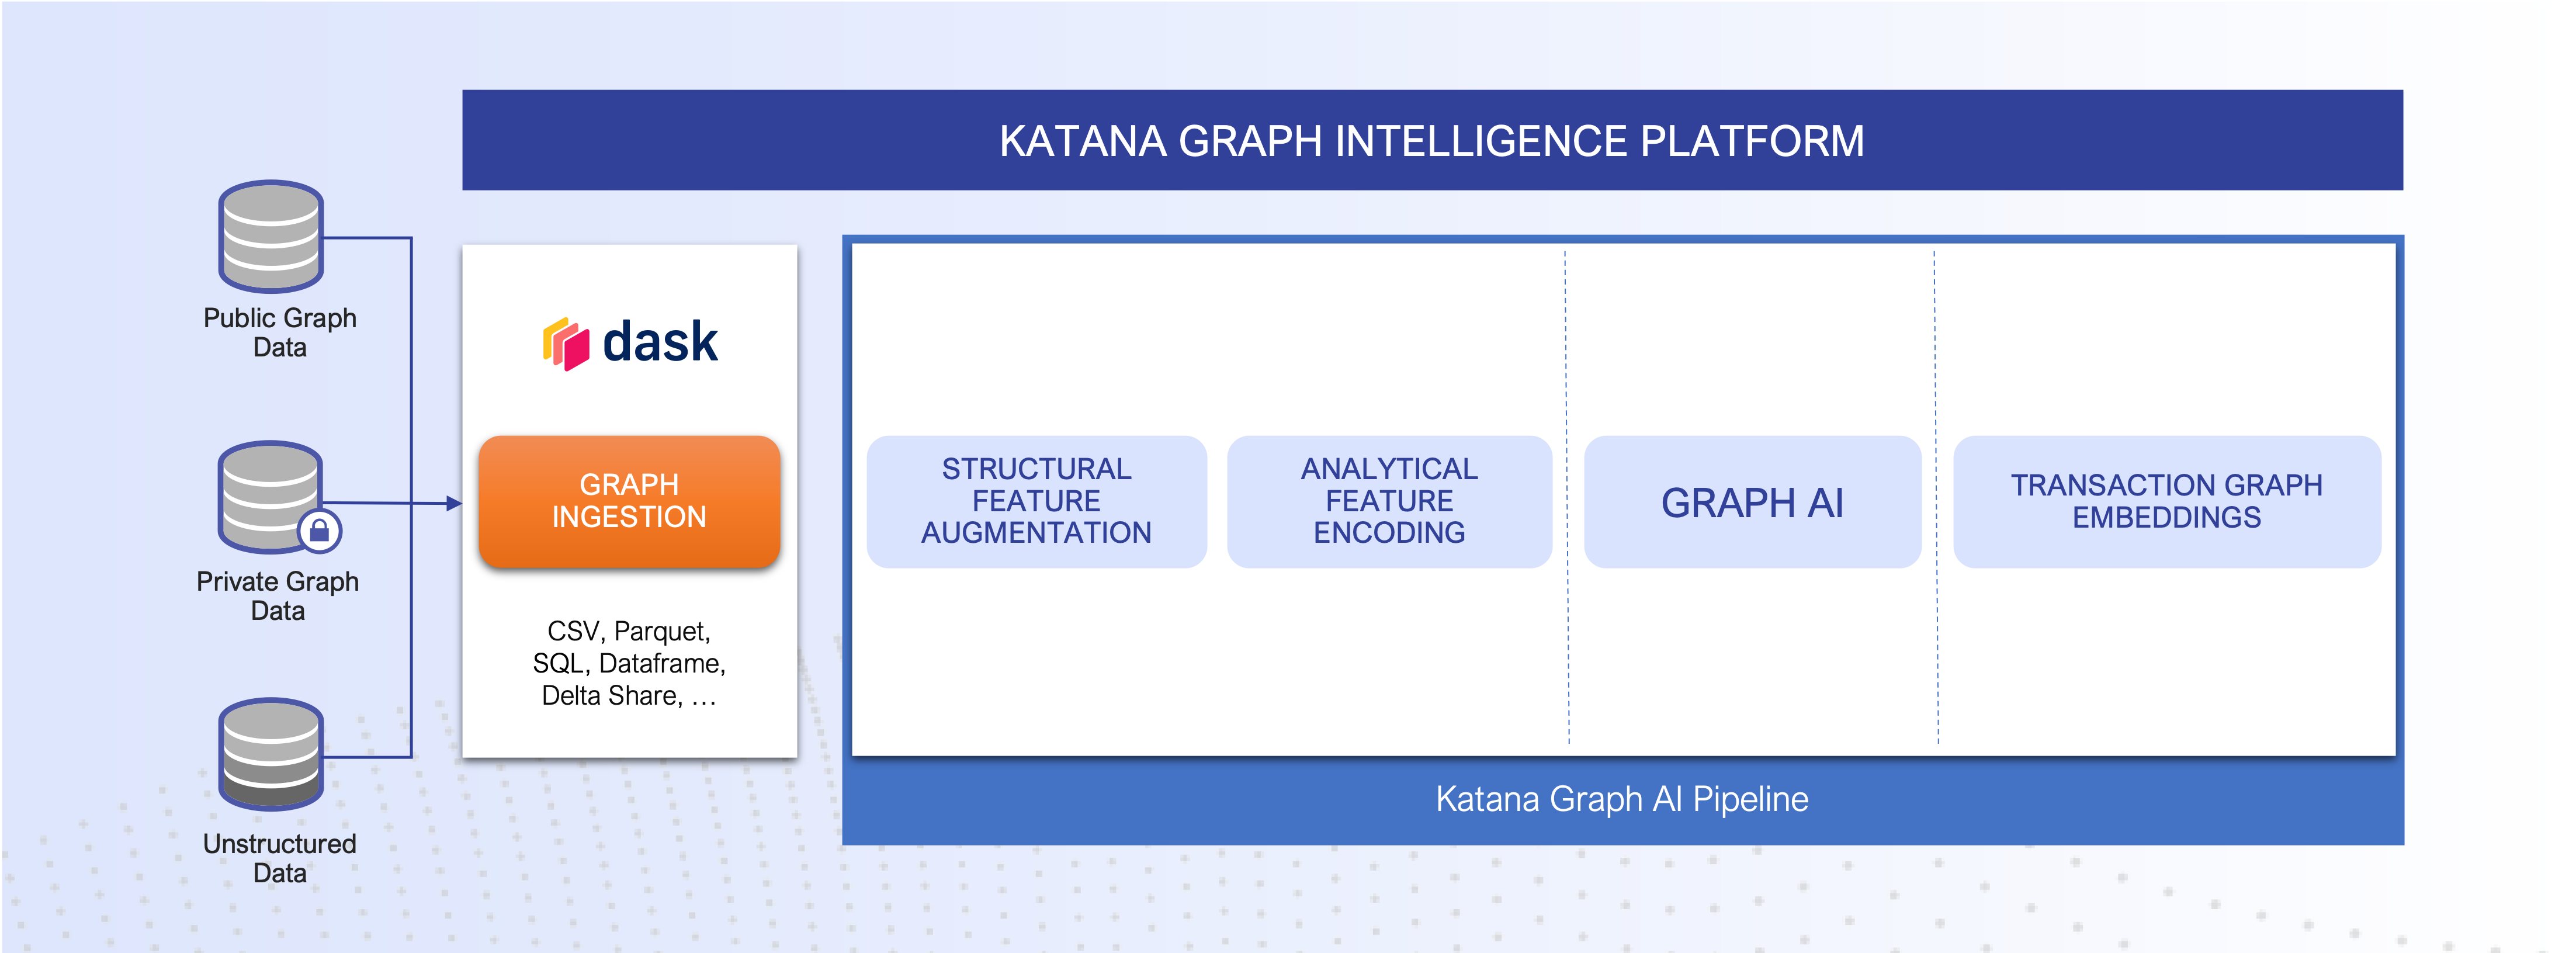 KATANA GRAPH INTELLIGENCE PLATFORM
Public Graph
Data
Private Graph
Data
Unstructured
Data
dask
GRAPH
INGESTION
CSV, Parquet,
SQL, Dataframe,
Delta Share, …
STRUCTURAL
FEATURE
AUGMENTATION
ANALYTICAL
FEATURE
ENCODING
GRAPH AI
TRANSACTION GRAPH
EMBEDDINGS
Katana Graph AI Pipeline